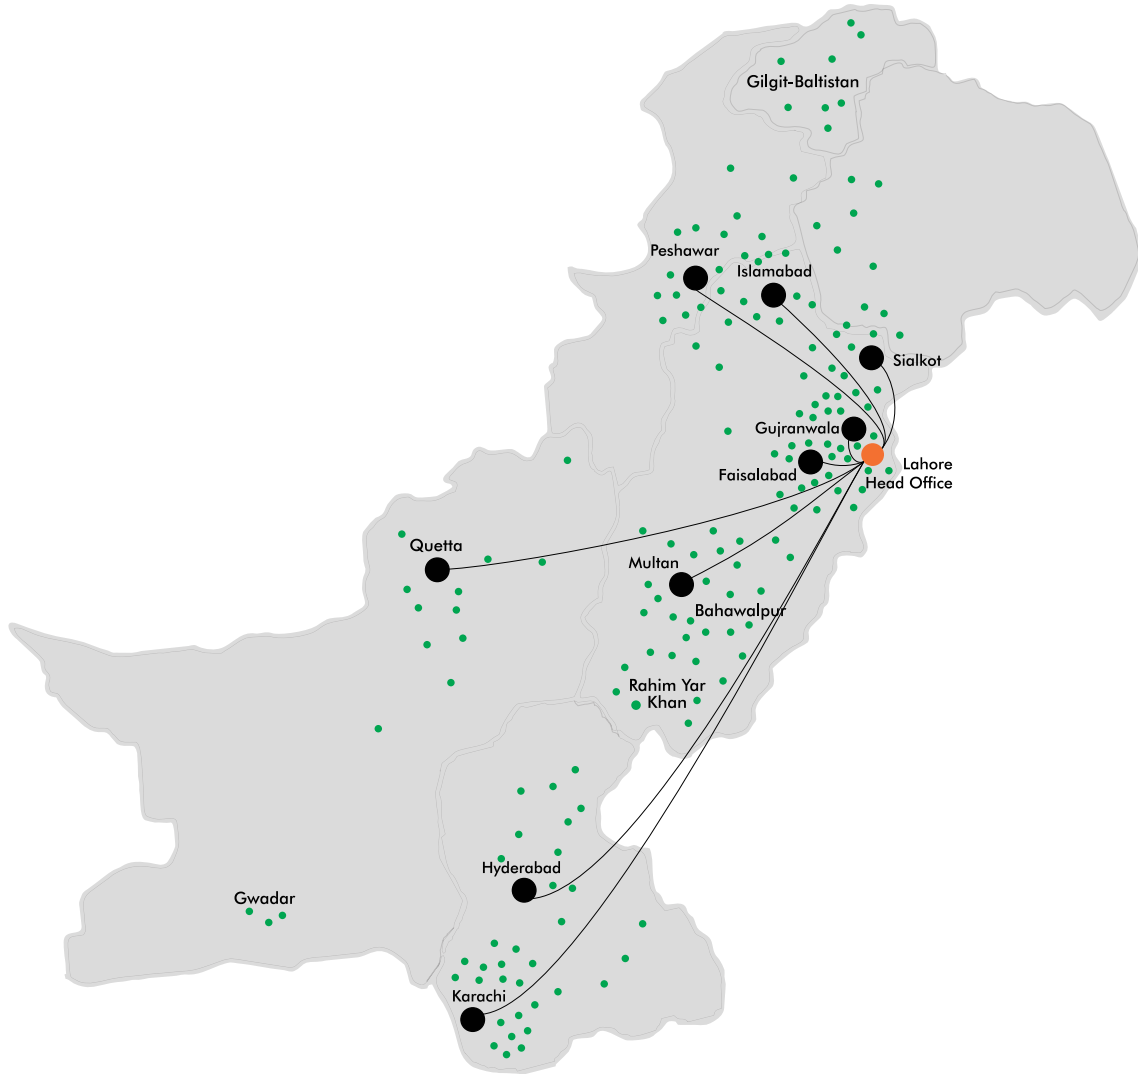 Gilgit-Baltistan
Peshawar
Islamabad
Sialkot
Gujranwala
Faisalabad
Lahore
Head Office
Quetta
Multan
Bahawalpur
Rahim Yar
Khan
Hyderabad
Gwadar
Karachi